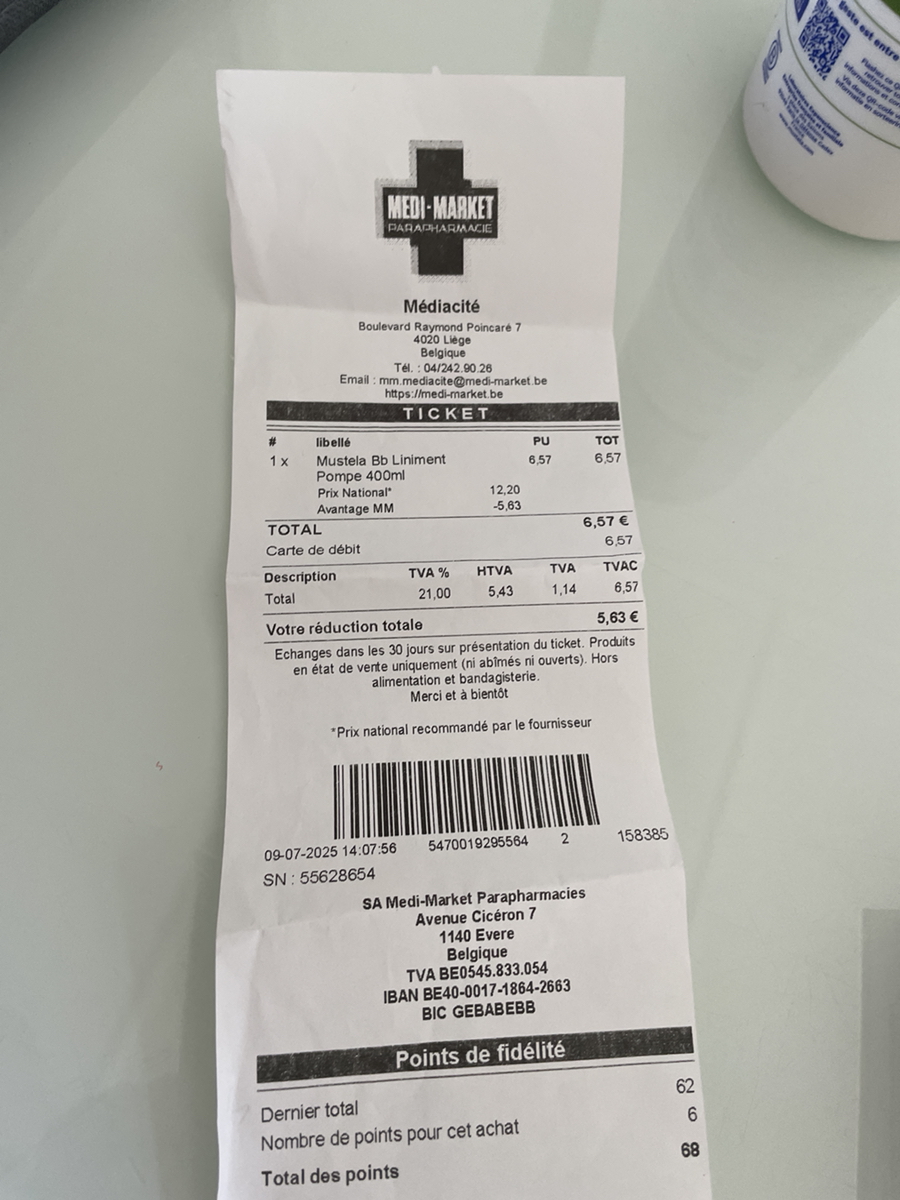 Beste est entre
MEDI-MARKET
PARAPHARMACIE
Médiacité
Boulevard Raymond Poincaré 7
4020 Liège
Belgique
Tél. : 04/242.90.26
Email : mm.mediacite@medi-market.be
https://medi-market.be
TICKET
# libellé PU TOT
1 x Mustela Bb Liniment 6,57 6,57
Pompe 400ml
Prix National* 12,20
Avantage MM -5,63
TOTAL 6,57 €
Carte de débit 6,57
Description TVA % HTVA TVA TVAC
Total 21,00 5,43 1,14 6,57
Votre réduction totale 5,63 €
Echanges dans les 30 jours sur présentation du ticket. Produits
en état de vente uniquement (ni abîmés ni ouverts). Hors
alimentation et bandagisterie.
Merci et à bientôt
*Prix national recommandé par le fournisseur
09-07-2025 14:07:56 5470019295564 2 158385
SN : 55628654
SA Medi-Market Parapharmacies
Avenue Cicéron 7
1140 Evere
Belgique
TVA BE0545.833.054
IBAN BE40-0017-1864-2663
BIC GEBABEBB
Points de fidélité
Dernier total 62
Nombre de points pour cet achat 6
Total des points 68